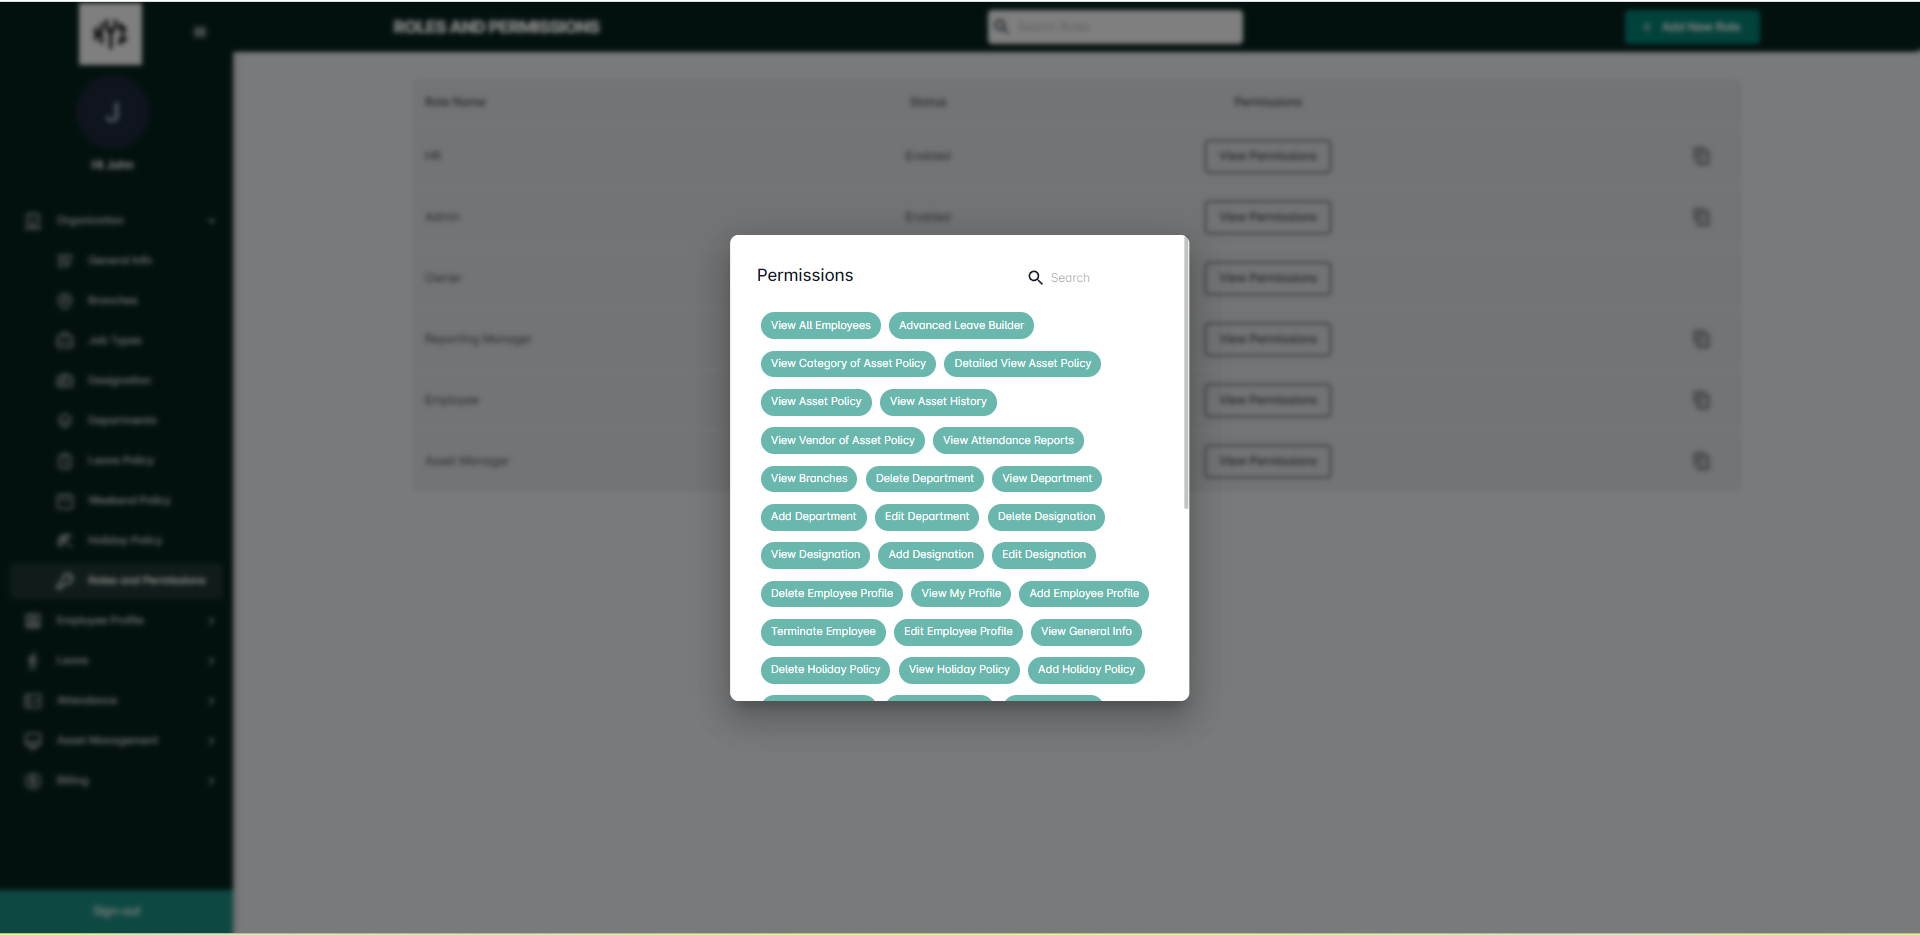 ROLES AND PERMISSIONS
Search Roles
+ Add New Role
J
Hi John
Organization
General Info
Branches
Job Types
Designation
Departments
Leave Policy
Weekend Policy
Holiday Policy
Roles and Permissions
Employee Profile
Leave
Attendance
Asset Management
Billing
Sign-out
Role Name Status Permissions
HR Enabled View Permissions
Admin Enabled View Permissions
Owner View Permissions
Reporting Manager View Permissions
Employee View Permissions
Asset Manager View Permissions
Permissions
Search
View All Employees Advanced Leave Builder
View Category of Asset Policy Detailed View Asset Policy
View Asset Policy View Asset History
View Vendor of Asset Policy View Attendance Reports
View Branches Delete Department View Department
Add Department Edit Department Delete Designation
View Designation Add Designation Edit Designation
Delete Employee Profile View My Profile Add Employee Profile
Terminate Employee Edit Employee Profile View General Info
Delete Holiday Policy View Holiday Policy Add Holiday Policy